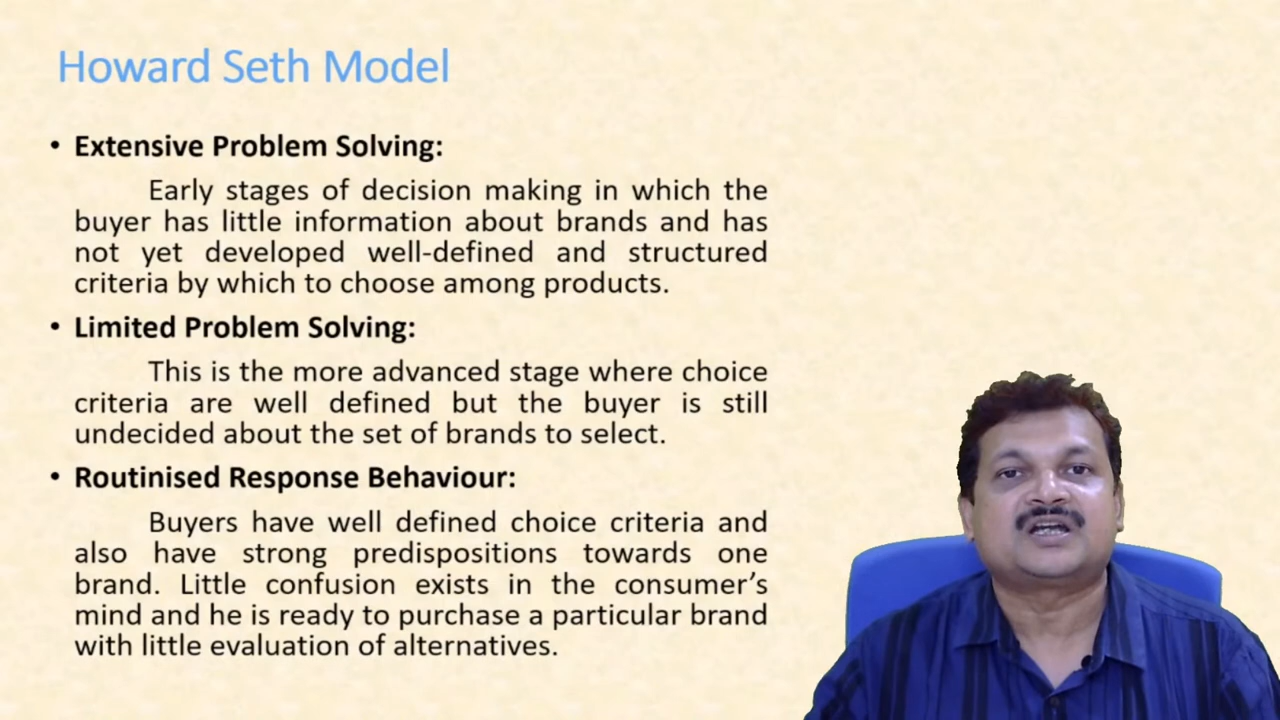 Howard Seth Model
• Extensive Problem Solving:
Early stages of decision making in which the
buyer has little information about brands and has
not yet developed well-defined and structured
criteria by which to choose among products.
• Limited Problem Solving:
This is the more advanced stage where choice
criteria are well defined but the buyer is still
undecided about the set of brands to select.
• Routinised Response Behaviour:
Buyers have well defined choice criteria and
also have strong predispositions towards one
brand. Little confusion exists in the consumer’s
mind and he is ready to purchase a particular brand
with little evaluation of alternatives.